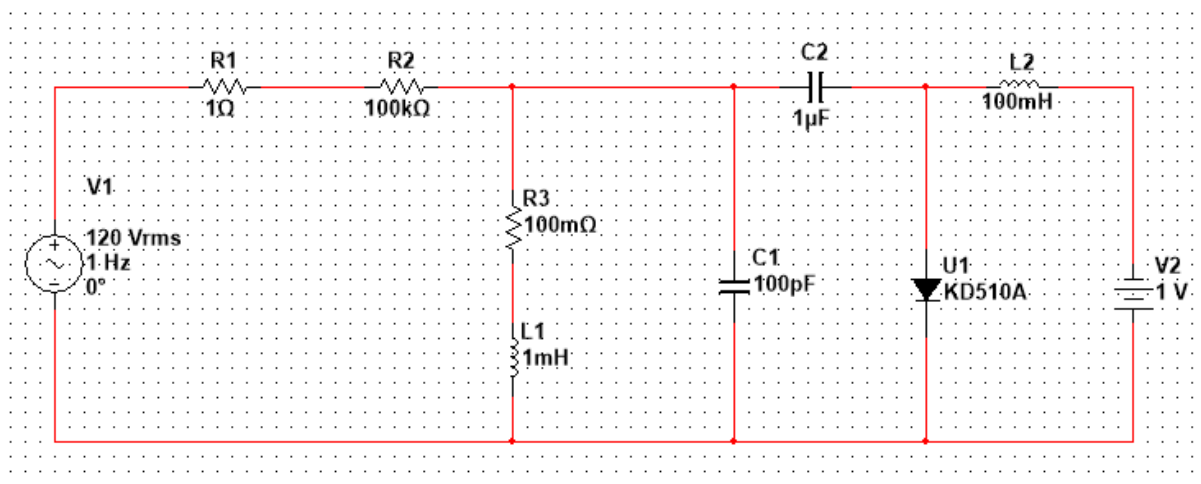 R1
1Ω
R2
100kΩ
C2
1µF
L2
100mH
V1
120 Vrms
1 Hz
0°
R3
100mΩ
L1
1mH
C1
100pF
U1
KD510A
V2
1 V